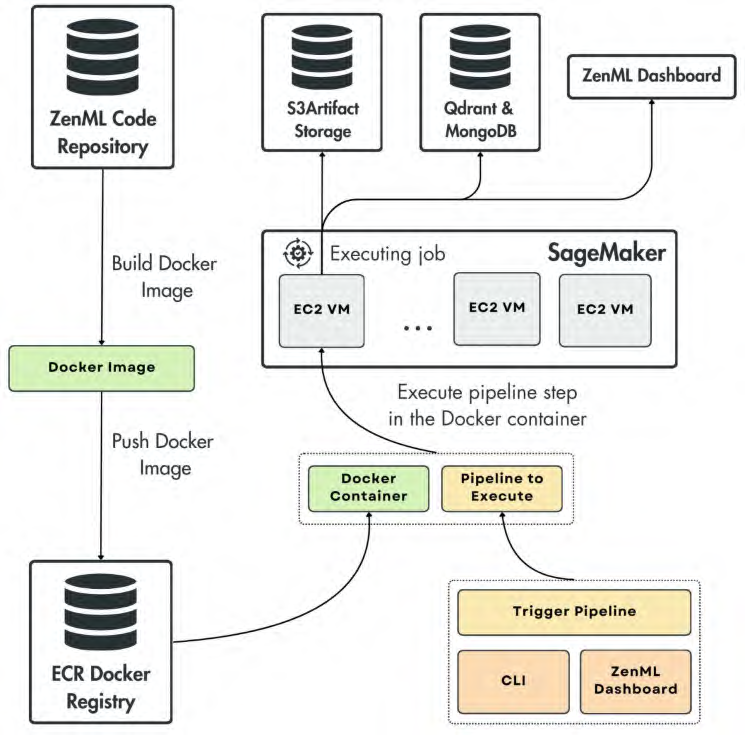 ZenML Code
Repository
S3Artifact
Storage
Qdrant &
MongoDB
ZenML Dashboard
Build Docker
Image
Executing job
SageMaker
EC2 VM
...
EC2 VM
EC2 VM
Docker Image
Execute pipeline step
in the Docker container
Push Docker
Image
Docker
Container
Pipeline to
Execute
ECR Docker
Registry
Trigger Pipeline
CLI
ZenML
Dashboard